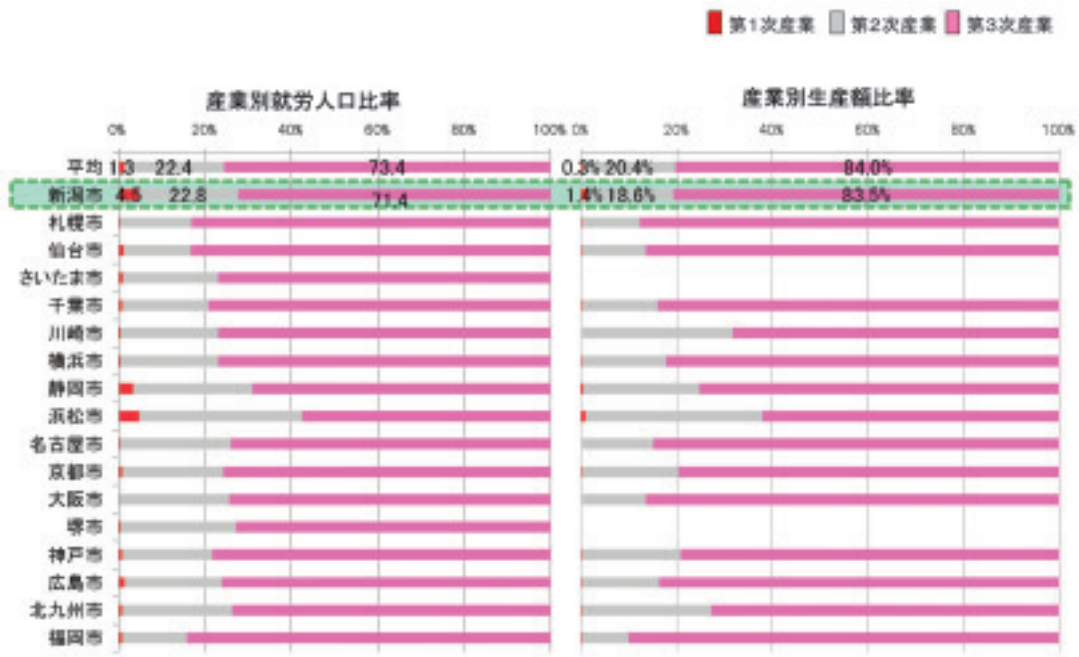 第1次産業 第2次産業 第3次産業
産業別就労人口比率 産業別生産額比率
0% 20% 40% 60% 80% 100% 0% 20% 40% 60% 80% 100%
平均 1.3 22.4 73.4 0.3% 20.4% 84.0%
新潟市 4.5 22.8 71.4 1.4% 18.6% 83.5%
札幌市
仙台市
さいたま市
千葉市
川崎市
横浜市
静岡市
浜松市
名古屋市
京都市
大阪市
堺市
神戸市
広島市
北九州市
福岡市